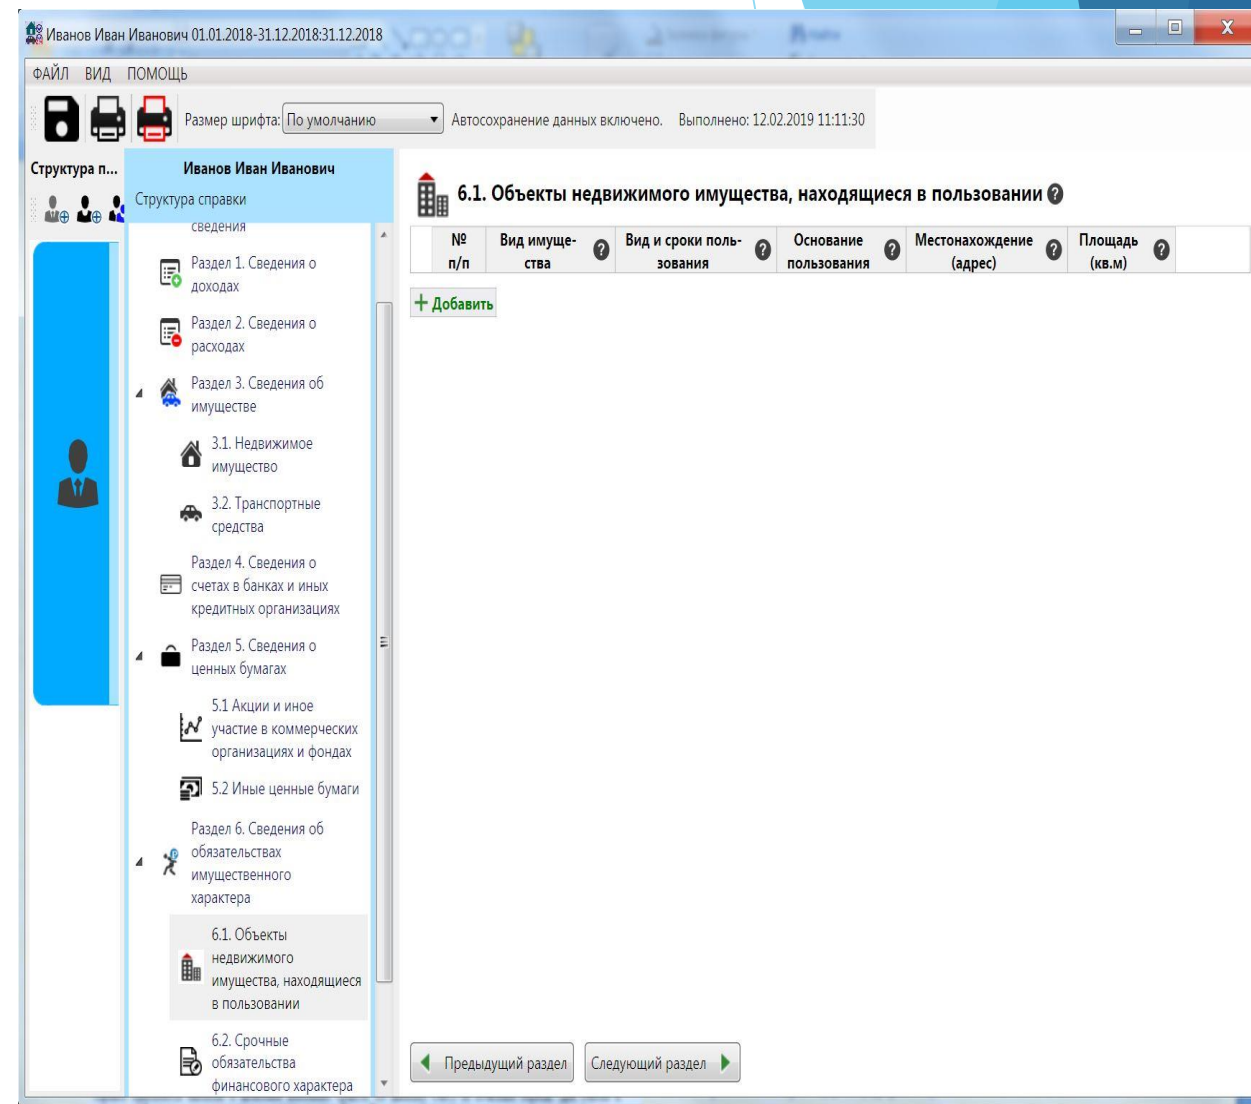 Иванов Иван Иванович 01.01.2018-31.12.2018:31.12.2018
ФАЙЛ ВИД ПОМОЩЬ
Размер шрифта: По умолчанию Автосохранение данных включено. Выполнено: 12.02.2019 11:11:30
Структура п...
Иванов Иван Иванович
Структура справки
сведения
Раздел 1. Сведения о
доходах
Раздел 2. Сведения о
расходах
Раздел 3. Сведения об
имуществе
3.1. Недвижимое
имущество
3.2. Транспортные
средства
Раздел 4. Сведения о
счетах в банках и иных
кредитных организациях
Раздел 5. Сведения о
ценных бумагах
5.1 Акции и иное
участие в коммерческих
организациях и фондах
5.2 Иные ценные бумаги
Раздел 6. Сведения об
обязательствах
имущественного
характера
6.1. Объекты
недвижимого
имущества, находящиеся
в пользовании
6.2. Срочные
обязательства
финансового характера
6.1. Объекты недвижимого имущества, находящиеся в пользовании ?
№ Вид имуще- ? Вид и сроки поль- ? Основание ? Местонахождение ? Площадь ?
п/п ства зования пользования (адрес) (кв.м)
+ Добавить
Предыдущий раздел Следующий раздел